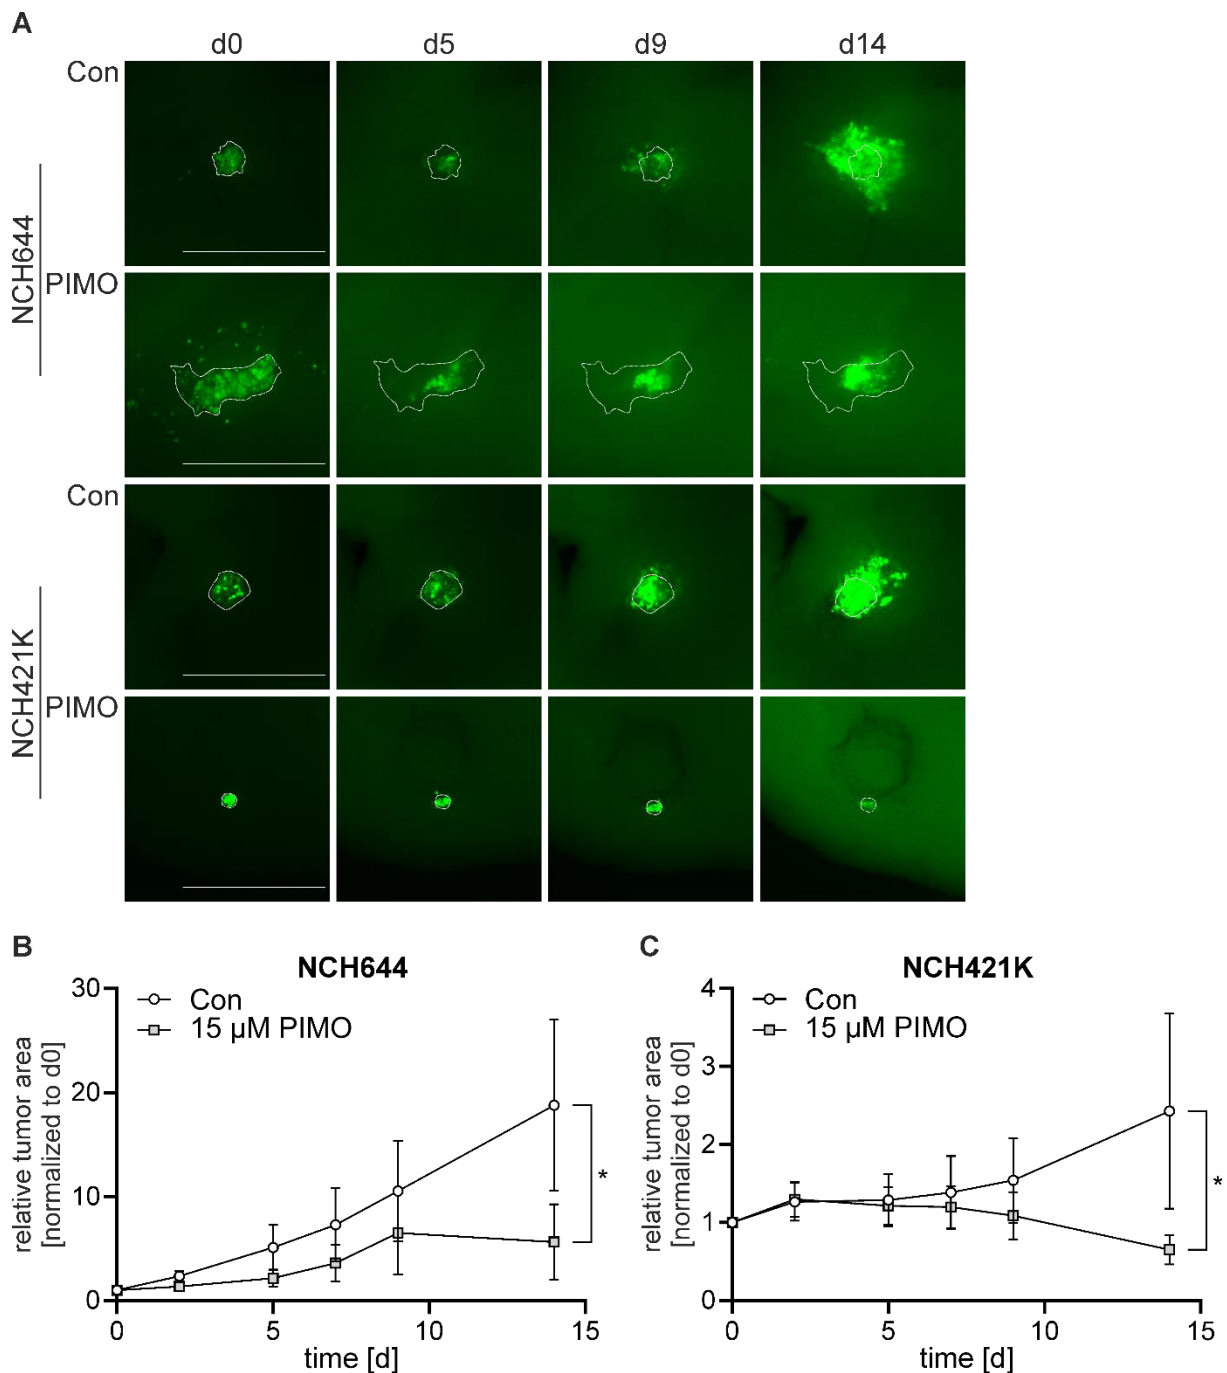 A
d0 d5 d9 d14
Con
NCH644
PIMO
Con
NCH421K
PIMO
B
NCH644
30
20
10
0
Con
15 µM PIMO
relative tumor area
[normalized to d0]
*
0 5 10 15
time [d]
C
NCH421K
4
3
2
1
0
Con
15 µM PIMO
relative tumor area
[normalized to d0]
*
0 5 10 15
time [d]